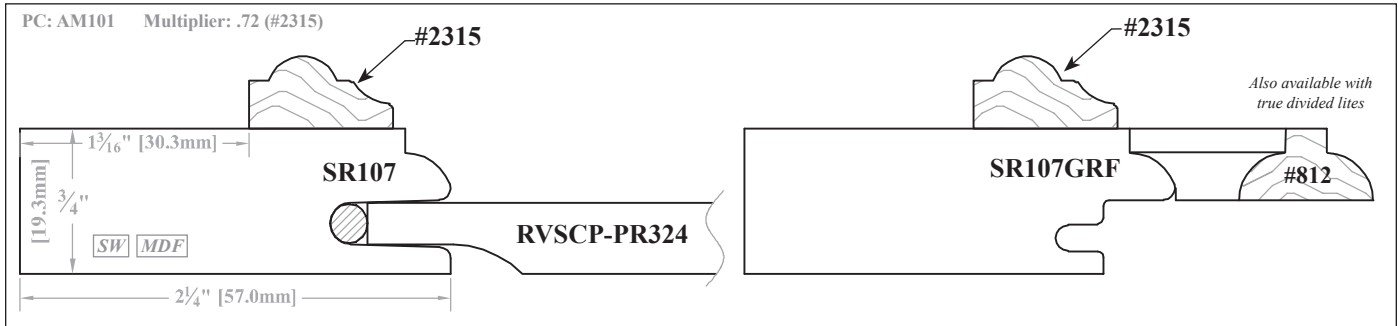 PC: AM101 Multiplier: .72 (#2315)
#2315
#2315
Also available with
true divided lites
1 3⁄16" [30.3mm]
SR107
SR107GRF
#812
3⁄4"
[19.3mm]
RVSCP-PR324
SW MDF
2 1⁄4" [57.0mm]